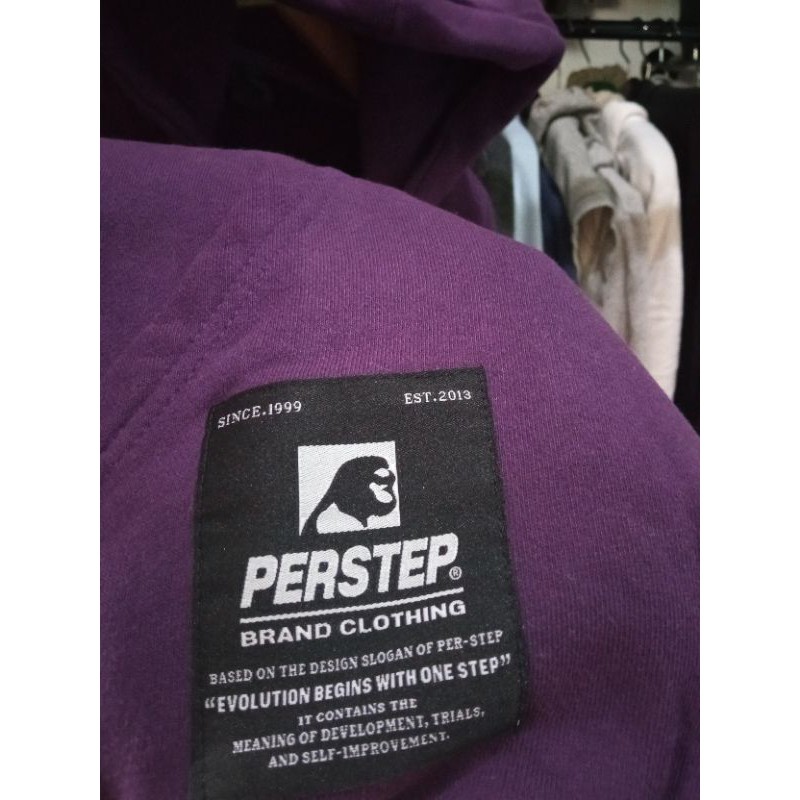 SINCE.1999
EST.2013
PERSTEP®
BRAND CLOTHING
BASED ON THE DESIGN SLOGAN OF PER-STEP
“EVOLUTION BEGINS WITH ONE STEP”
IT CONTAINS THE
MEANING OF DEVELOPMENT, TRIALS,
AND SELF-IMPROVEMENT.